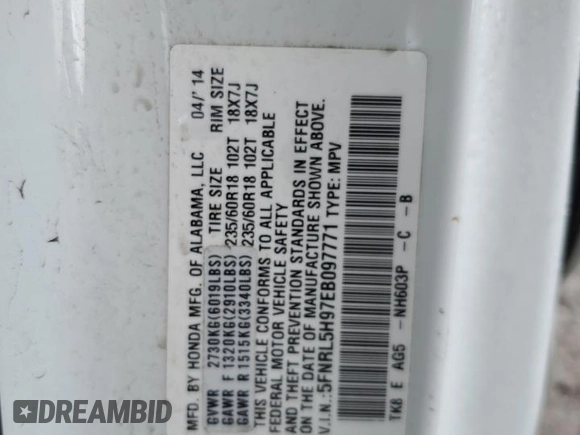 MFD. BY HONDA MFG. OF ALABAMA, LLC 04/'14
TIRE SIZE RIM SIZE
GVWR 2730KG(6019LBS)
GAWR F 1320KG(2910LBS) 235/60R18 102T 18X7J
GAWR R 1515KG(3340LBS) 235/60R18 102T 18X7J
THIS VEHICLE CONFORMS TO ALL APPLICABLE
FEDERAL MOTOR VEHICLE SAFETY
AND THEFT PREVENTION STANDARDS IN EFFECT
ON THE DATE OF MANUFACTURE SHOWN ABOVE.
V.I.N.:5FNRL5H97EB097771 TYPE: MPV
TK8 E AG5 -NH603P -C -B
DEALERS
AUTO AUCTION